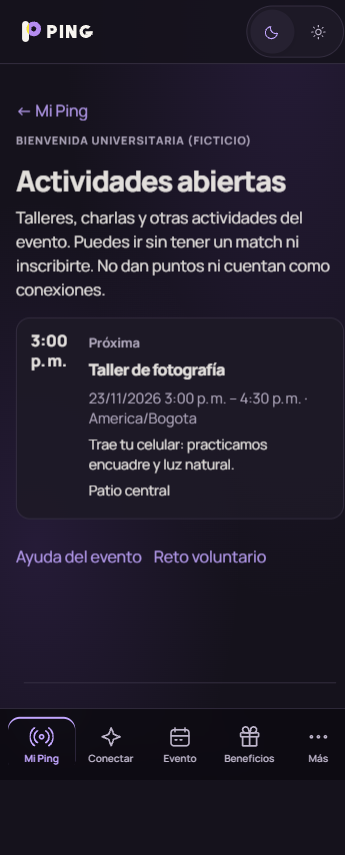 PING
← Mi Ping
BIENVENIDA UNIVERSITARIA (FICTICIO)
Actividades abiertas
Talleres, charlas y otras actividades del
evento. Puedes ir sin tener un match ni
inscribirte. No dan puntos ni cuentan como
conexiones.
3:00
p. m.
Próxima
Taller de fotografía
23/11/2026 3:00 p. m. – 4:30 p. m. ·
America/Bogota
Trae tu celular: practicamos
encuadre y luz natural.
Patio central
Ayuda del evento Reto voluntario
Mi Ping Conectar Evento Beneficios Más